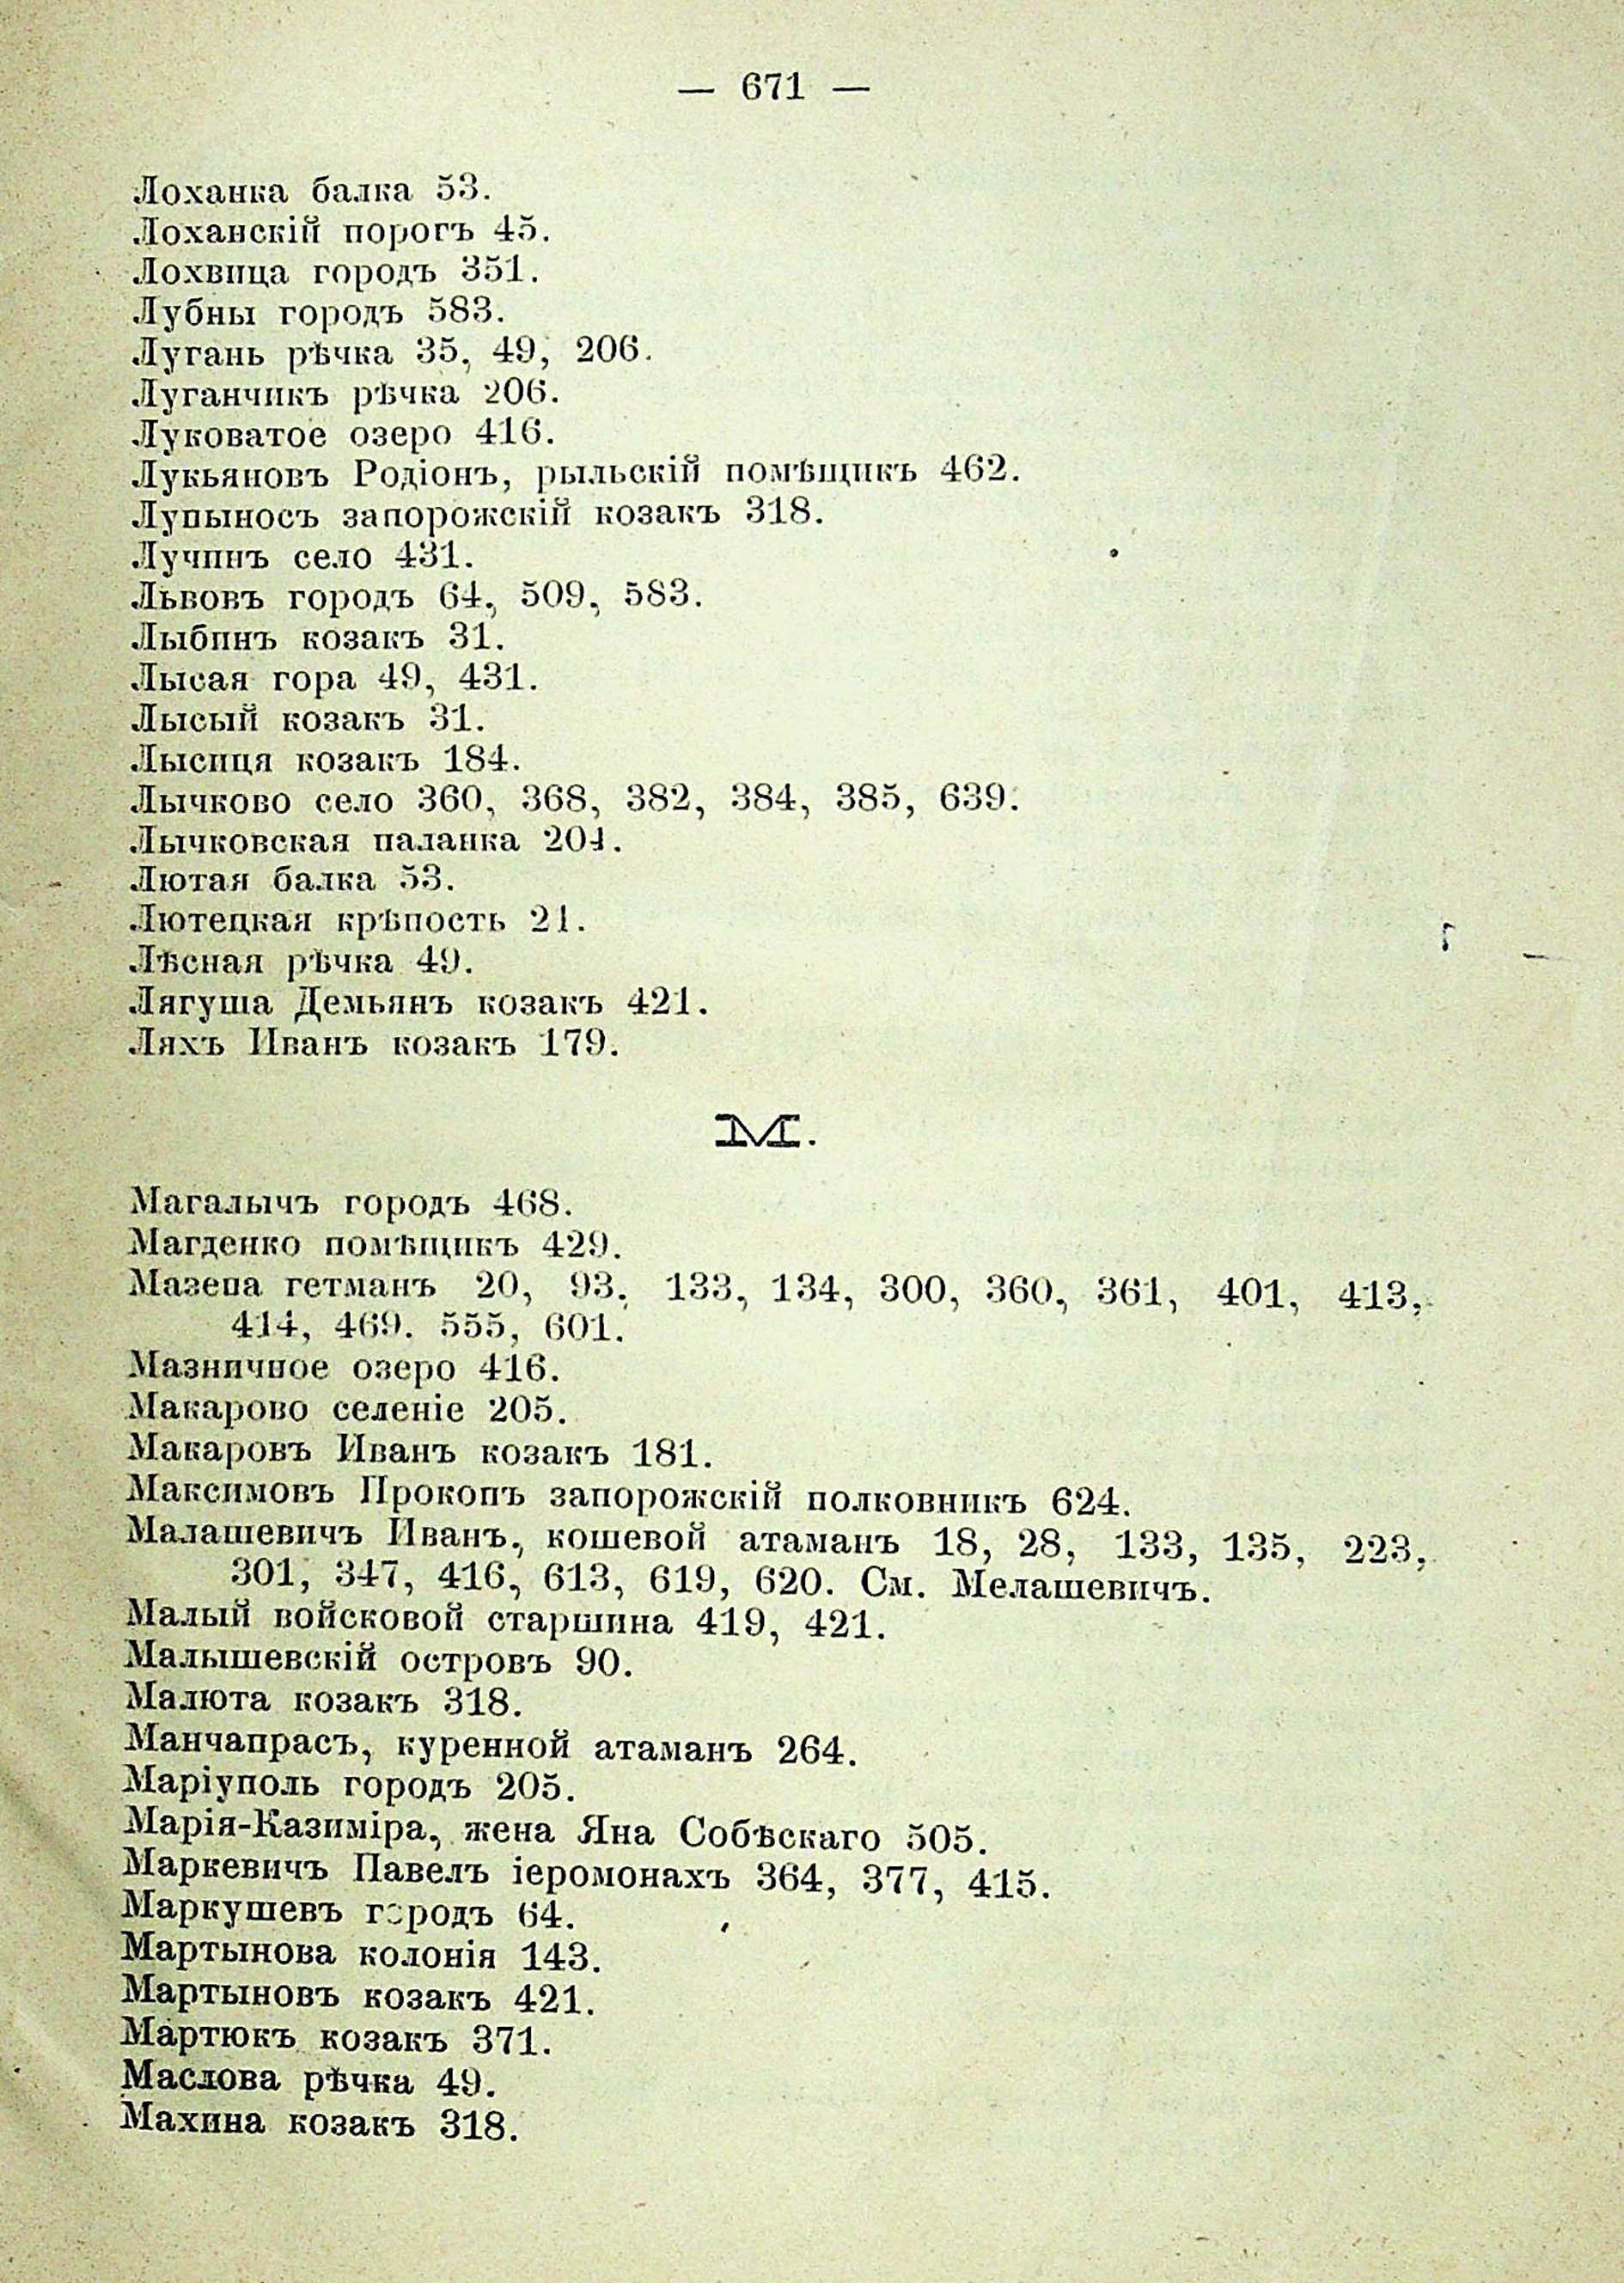 — 671 —
Лоханка балка 53.
Лоханскій порогъ 45.
Лохвица городъ 351.
Лубны городъ 583.
Лугань рѣчка 35, 49, 206.
Луганчикъ рѣчка 206.
Луковатое озеро 416.
Лукьяновъ Родіонъ, рыльскій помѣщикъ 462.
Лупыносъ запорожскій козакъ 318.
Лучинъ село 431.
Львовъ городъ 64, 509, 583.
Лыбинъ козакъ 31.
Лысая гора 49, 431.
Лысый козакъ 31.
Лысиця козакъ 184.
Лычково село 360, 368, 382, 384, 385, 639.
Лычковская паланка 204.
Лютая балка 53.
Лютецкая крѣпость 21.
Лѣсная рѣчка 49.
Лягуша Демьянъ козакъ 421.
Ляхъ Иванъ козакъ 179.
М.
Магалычъ городъ 468.
Магденко помѣщикъ 429.
Мазепа гетманъ 20, 93, 133, 134, 300, 360, 361, 401, 413,
414, 469. 555, 601.
Мазничное озеро 416.
Макарово селеніе 205.
Макаровъ Иванъ козакъ 181.
Максимовъ Прокопъ запорожскій полковникъ 624.
Малашевичъ Иванъ, кошевой атаманъ 18, 28, 133, 135, 223,
301, 347, 416, 613, 619, 620. См. Мелашевичъ.
Малый войсковой старшина 419, 421.
Малышевскій островъ 90.
Малюта козакъ 318.
Манчапрасъ, куренной атаманъ 264.
Маріуполь городъ 205.
Марія-Казиміра, жена Яна Собѣскаго 505.
Маркевичъ Павелъ іеромонахъ 364, 377, 415.
Маркушевъ городъ 64.
Мартынова колонія 143.
Мартыновъ козакъ 421.
Мартюкъ козакъ 371.
Маслова рѣчка 49.
Махина козакъ 318.